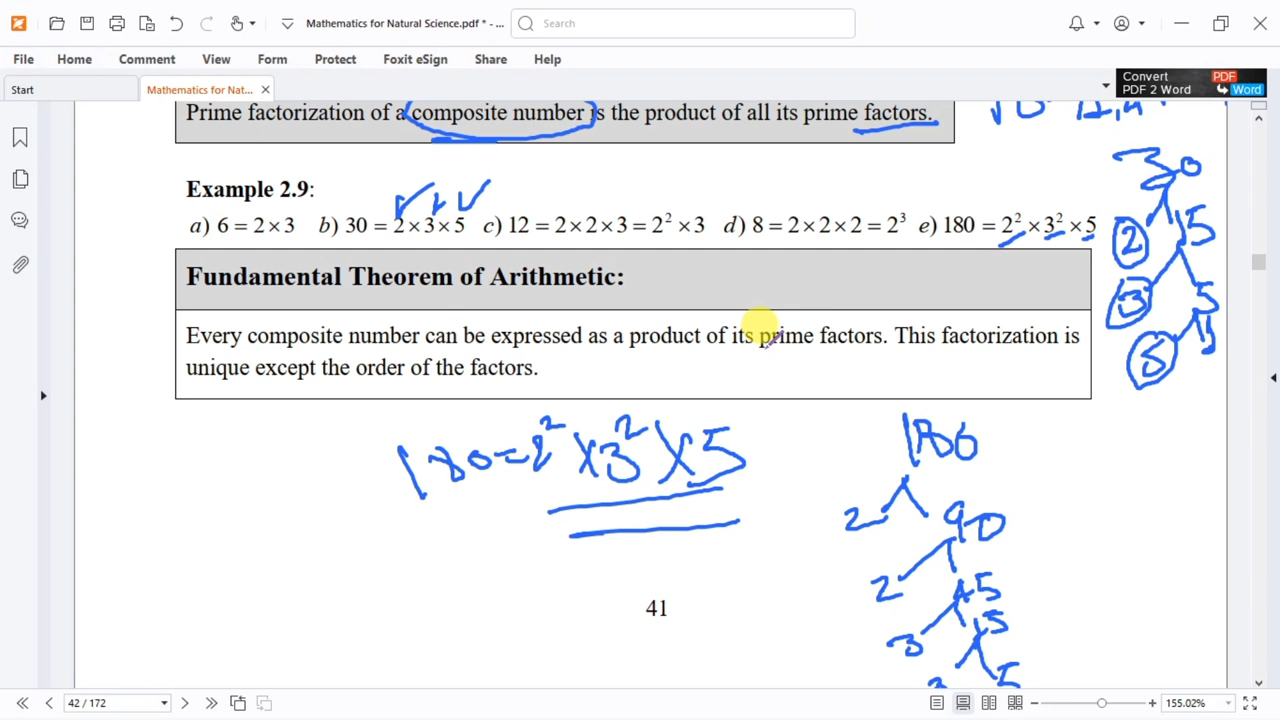 Mathematics for Natural Science.pdf * - ...
Search
File Home Comment View Form Protect Foxit eSign Share Help
Start
Mathematics for Nat...
Convert PDF
PDF 2 Word Word
Prime factorization of a composite number is the product of all its prime factors.
Example 2.9:
a) 6 = 2 × 3 b) 30 = 2 × 3 × 5 c) 12 = 2 × 2 × 3 = 2² × 3 d) 8 = 2 × 2 × 2 = 2³ e) 180 = 2² × 3² × 5
30
2 15
3 5
5
Fundamental Theorem of Arithmetic:
Every composite number can be expressed as a product of its prime factors. This factorization is
unique except the order of the factors.
180 = 2² × 3² × 5
180
2 90
2 45
3 15
5
41
42 / 172
155.02%